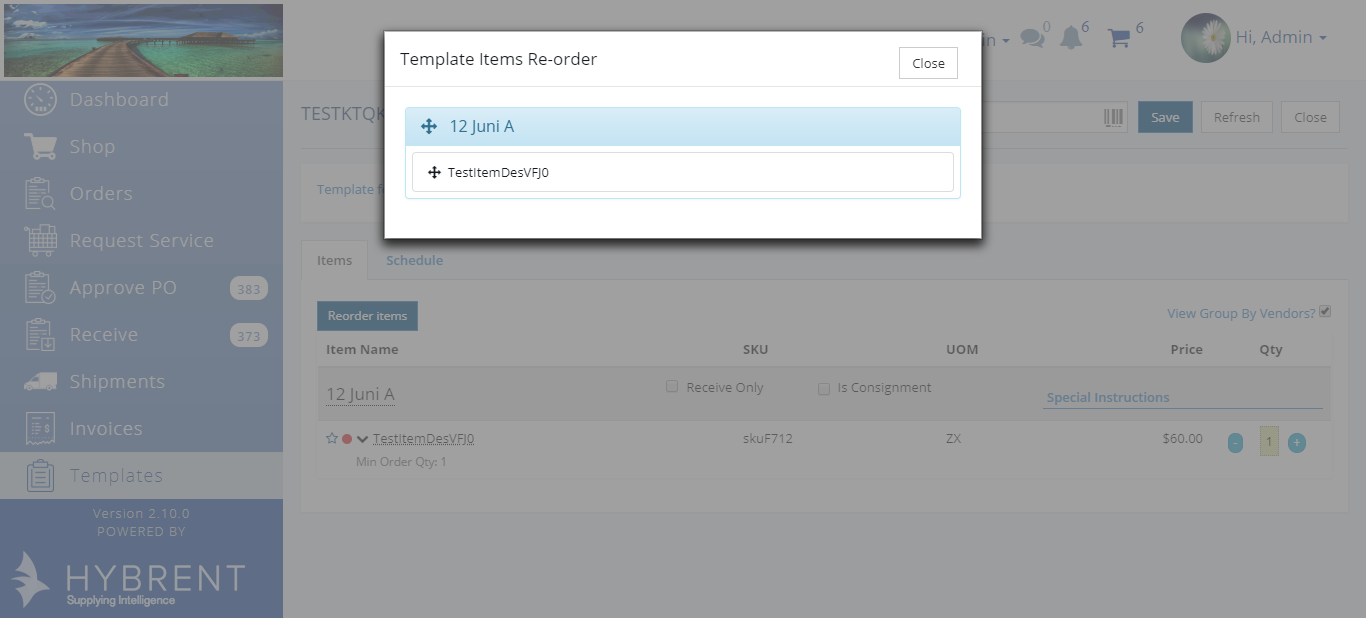 Template Items Re-order
Close
12 Juni A
TestItemDesVFJ0
in
0
6
6
Hi, Admin
Dashboard
Shop
Orders
Request Service
Approve PO 383
Receive 373
Shipments
Invoices
Templates
Version 2.10.0
POWERED BY
HYBRENT
Supplying Intelligence
TESTKTQK
Save
Refresh
Close
Template f
Items
Schedule
Reorder items
View Group By Vendors?
Item Name SKU UOM Price Qty
12 Juni A
Receive Only
Is Consignment
Special Instructions
TestItemDesVFJ0 skuF712 ZX $60.00 - 1 +
Min Order Qty: 1